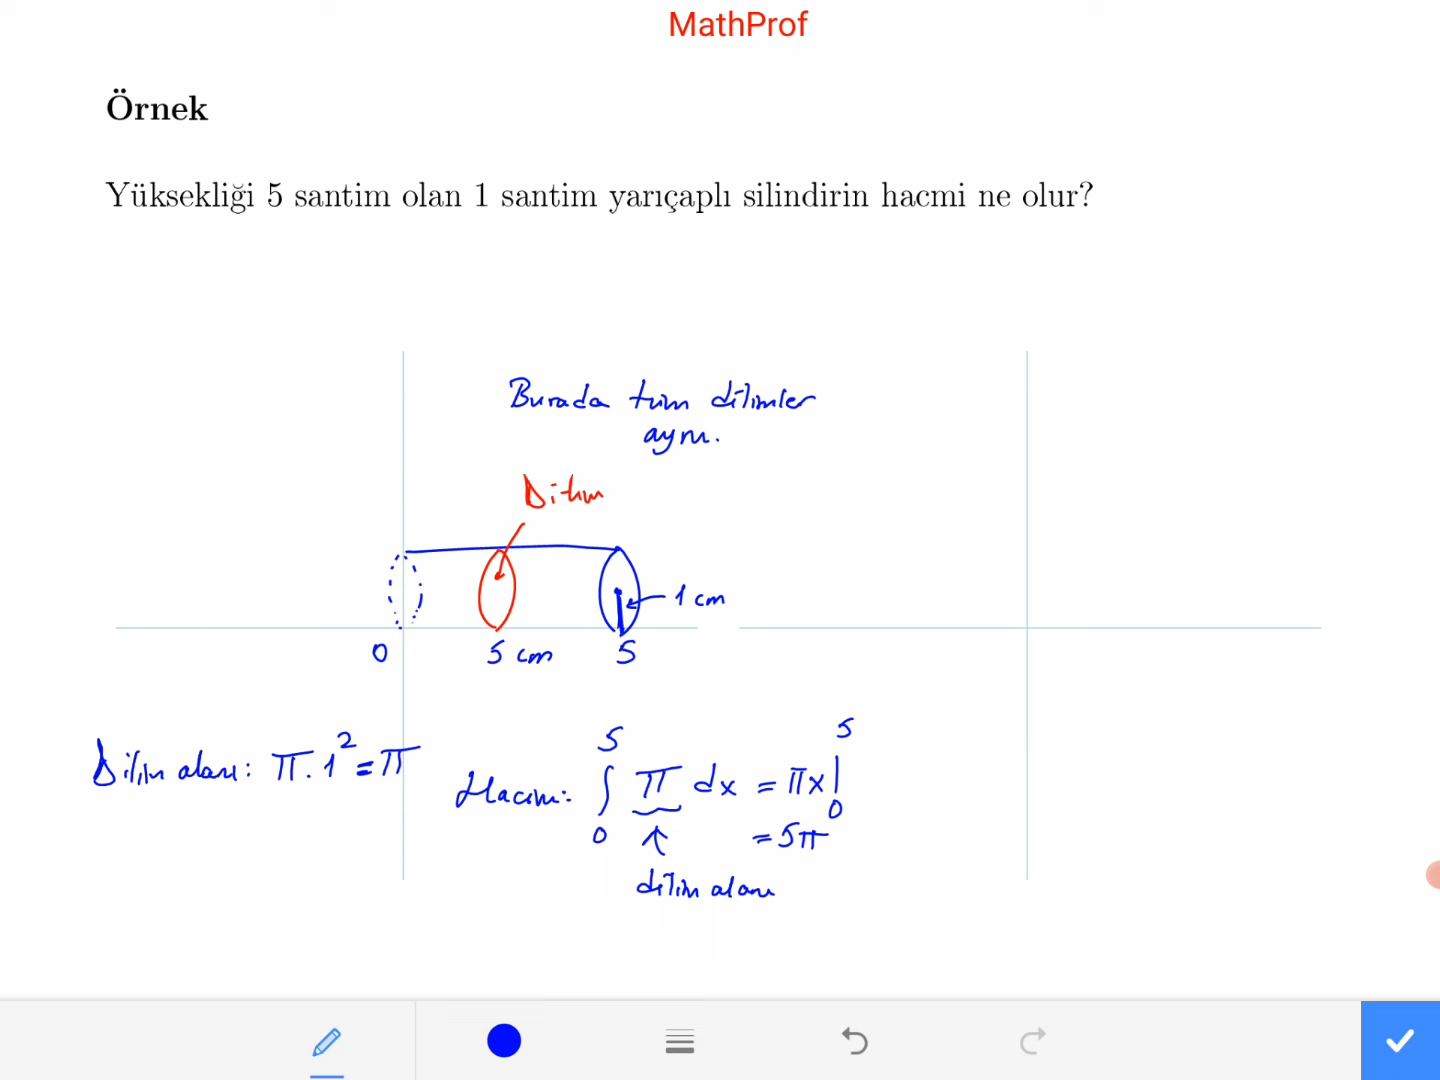 MathProf
Örnek
Yüksekliği 5 santim olan 1 santim yarıçaplı silindirin hacmi ne olur?
Burada tüm dilimler
aynı.
Dilim
1 cm
0 5 cm 5
Dilim alanı: π.1²=π
Hacim: ∫₀⁵ π dx = πx|₀⁵
=5π
dilim alanı